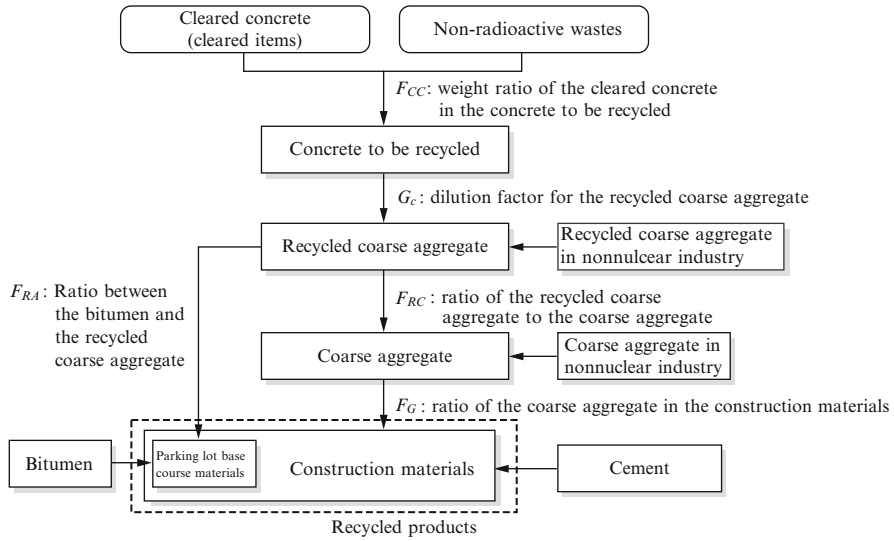 Cleared concrete
(cleared items)
Non-radioactive wastes
F_CC: weight ratio of the cleared concrete
in the concrete to be recycled
Concrete to be recycled
G_c: dilution factor for the recycled coarse aggregate
Recycled coarse aggregate
Recycled coarse aggregate
in nonnulcear industry
F_RA: Ratio between
the bitumen and
the recycled
coarse aggregate
F_RC: ratio of the recycled coarse
aggregate to the coarse aggregate
Coarse aggregate
Coarse aggregate in
nonnuclear industry
F_G: ratio of the coarse aggregate in the construction materials
Bitumen
Parking lot base
course materials
Construction materials
Cement
Recycled products